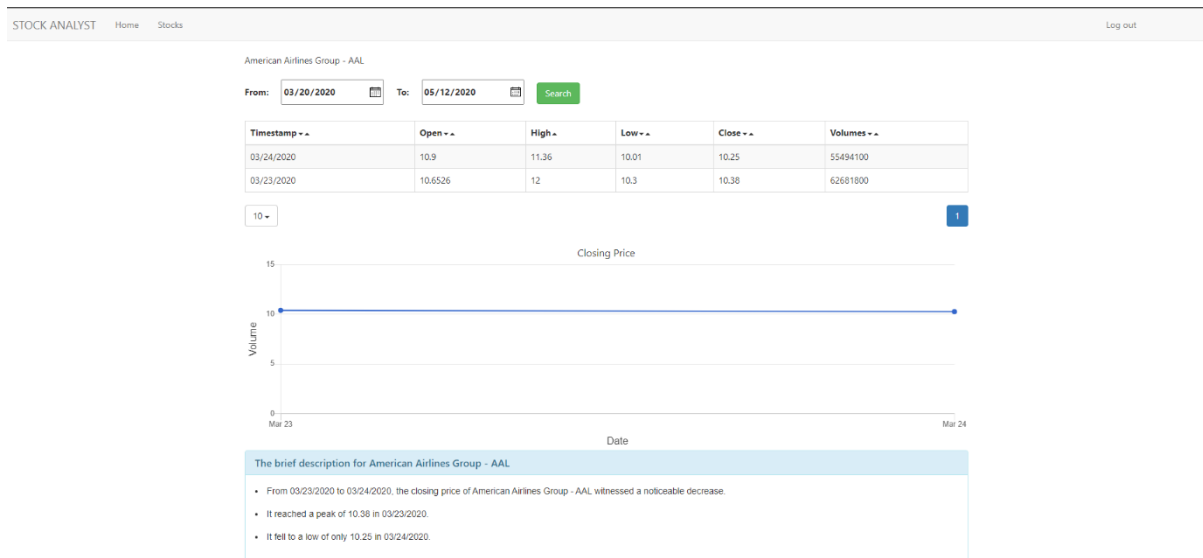 STOCK ANALYST Home Stocks Log out
American Airlines Group - AAL
From: 03/20/2020 To: 05/12/2020 Search
Timestamp Open High Low Close Volumes
03/24/2020 10.9 11.36 10.01 10.25 55494100
03/23/2020 10.6526 12 10.3 10.38 62681800
10 1
Closing Price
15
10
5
0
Volume
Mar 23 Mar 24
Date
The brief description for American Airlines Group - AAL
• From 03/23/2020 to 03/24/2020, the closing price of American Airlines Group - AAL witnessed a noticeable decrease.
• It reached a peak of 10.38 in 03/23/2020.
• It fell to a low of only 10.25 in 03/24/2020.